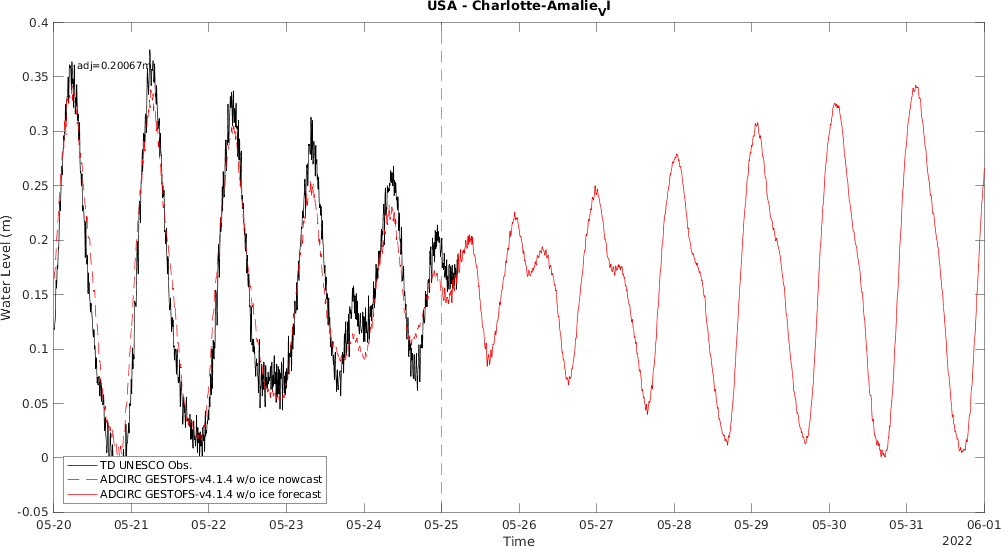 USA - Charlotte-Amalie_VI
0.4
0.35
0.3
0.25
0.2
0.15
0.1
0.05
0
-0.05
Water Level (m)
adj=0.20067m
TD UNESCO Obs.
ADCIRC GESTOFS-v4.1.4 w/o ice nowcast
ADCIRC GESTOFS-v4.1.4 w/o ice forecast
05-20 05-21 05-22 05-23 05-24 05-25 05-26 05-27 05-28 05-29 05-30 05-31 06-01
Time
2022